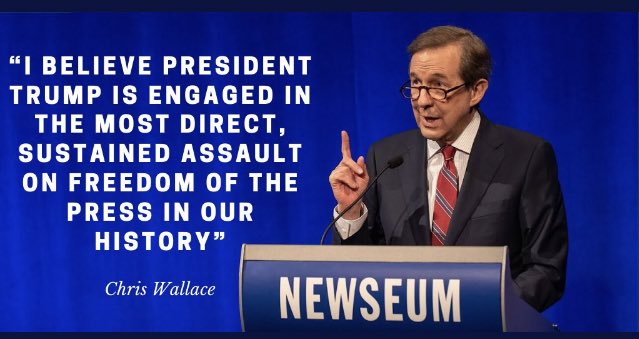 “I BELIEVE PRESIDENT
TRUMP IS ENGAGED IN
THE MOST DIRECT,
SUSTAINED ASSAULT
ON FREEDOM OF THE
PRESS IN OUR
HISTORY”
Chris Wallace
NEWSEUM